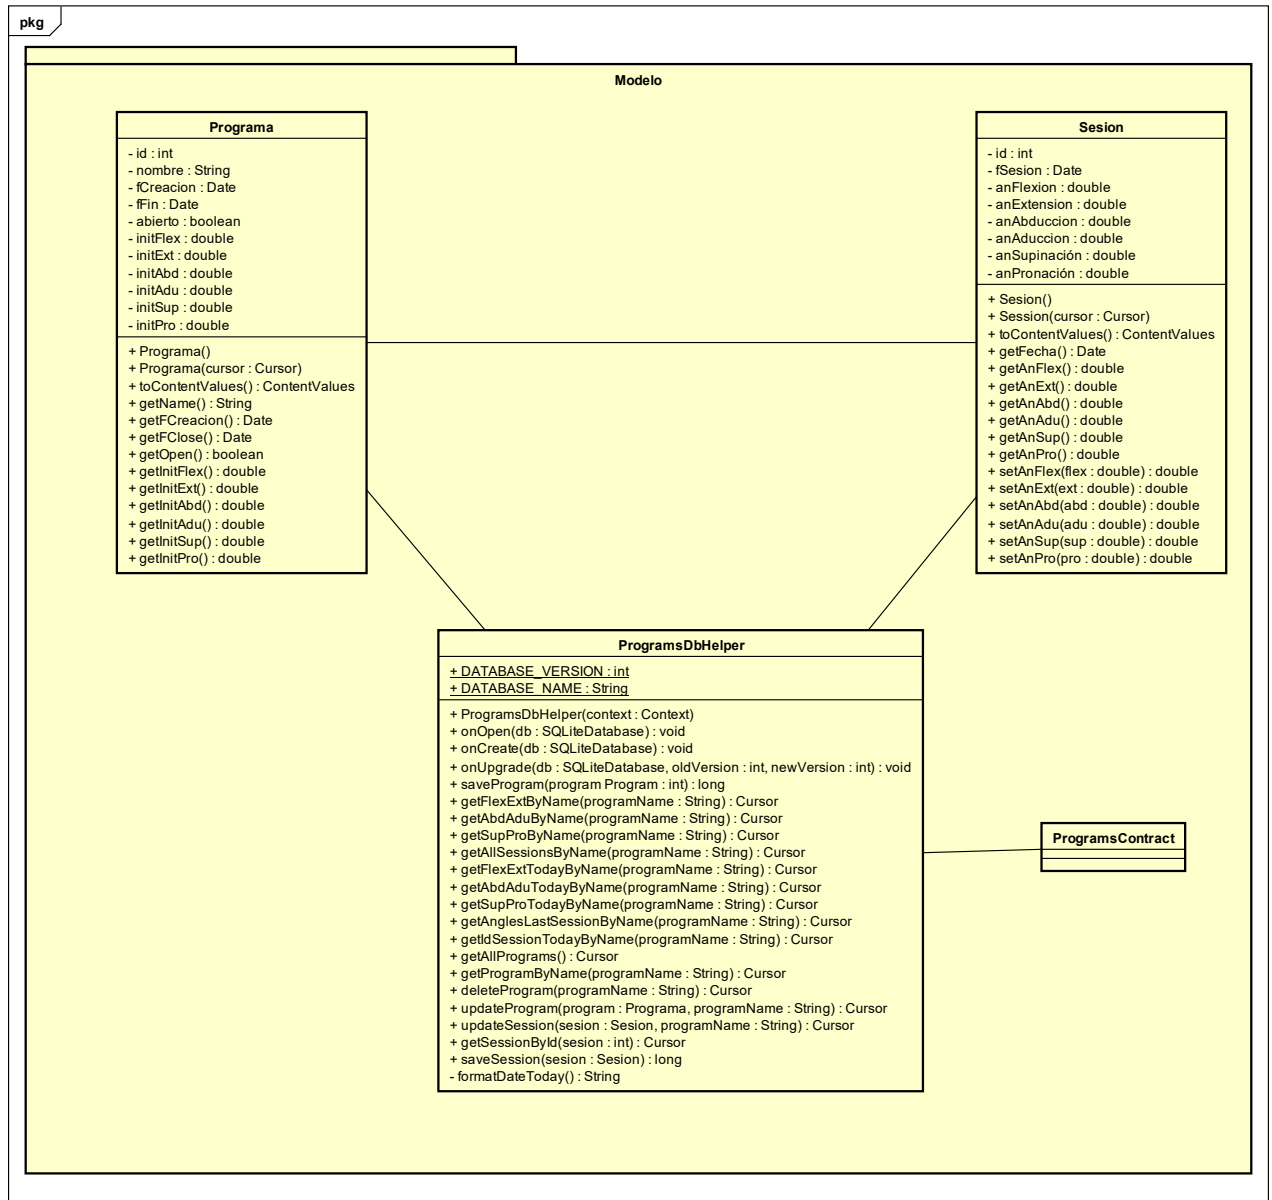 pkg
Modelo
Programa
- id : int
- nombre : String
- fCreacion : Date
- fFin : Date
- abierto : boolean
- initFlex : double
- initExt : double
- initAbd : double
- initAdu : double
- initSup : double
- initPro : double
+ Programa()
+ Programa(cursor : Cursor)
+ toContentValues() : ContentValues
+ getName() : String
+ getFCreacion() : Date
+ getFClose() : Date
+ getOpen() : boolean
+ getInitFlex() : double
+ getInitExt() : double
+ getInitAbd() : double
+ getInitAdu() : double
+ getInitSup() : double
+ getInitPro() : double
Sesion
- id : int
- fSesion : Date
- anFlexion : double
- anExtension : double
- anAbduccion : double
- anAduccion : double
- anSupinación : double
- anPronación : double
+ Sesion()
+ Session(cursor : Cursor)
+ toContentValues() : ContentValues
+ getFecha() : Date
+ getAnFlex() : double
+ getAnExt() : double
+ getAnAbd() : double
+ getAnAdu() : double
+ getAnSup() : double
+ getAnPro() : double
+ setAnFlex(flex : double) : double
+ setAnExt(ext : double) : double
+ setAnAbd(abd : double) : double
+ setAnAdu(adu : double) : double
+ setAnSup(sup : double) : double
+ setAnPro(pro : double) : double
ProgramsDbHelper
+ DATABASE_VERSION : int
+ DATABASE_NAME : String
+ ProgramsDbHelper(context : Context)
+ onOpen(db : SQLiteDatabase) : void
+ onCreate(db : SQLiteDatabase) : void
+ onUpgrade(db : SQLiteDatabase, oldVersion : int, newVersion : int) : void
+ saveProgram(program Program : int) : long
+ getFlexExtByName(programName : String) : Cursor
+ getAbdAduByName(programName : String) : Cursor
+ getSupProByName(programName : String) : Cursor
+ getAllSessionsByName(programName : String) : Cursor
+ getFlexExtTodayByName(programName : String) : Cursor
+ getAbdAduTodayByName(programName : String) : Cursor
+ getSupProTodayByName(programName : String) : Cursor
+ getAnglesLastSessionByName(programName : String) : Cursor
+ getIdSessionTodayByName(programName : String) : Cursor
+ getAllPrograms() : Cursor
+ getProgramByName(programName : String) : Cursor
+ deleteProgram(programName : String) : Cursor
+ updateProgram(program : Programa, programName : String) : Cursor
+ updateSession(sesion : Sesion, programName : String) : Cursor
+ getSessionById(sesion : int) : Cursor
+ saveSession(sesion : Sesion) : long
- formatDateToday() : String
ProgramsContract